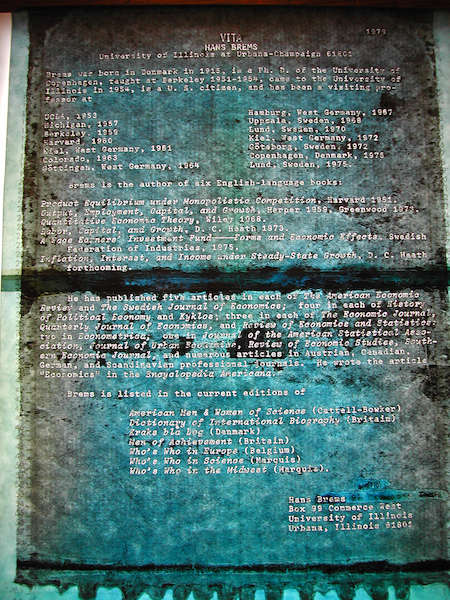 1979
VITA
HANS BREMS
University of Illinois at Urbana-Champaign 61801
Brems was born in Denmark in 1915, is a Ph. D. of the University of
Copenhagen, taught at Berkeley 1951-1954, came to the University of
Illinois in 1954, is a U. S. citizen, and has been a visiting pro-
fessor at
UCLA, 1953
Michigan, 1957
Berkeley, 1959
Harvard, 1960
Kiel, West Germany, 1961
Colorado, 1963
Göttingen, West Germany, 1964
Hamburg, West Germany, 1967
Uppsala, Sweden, 1968
Lund, Sweden, 1970
Kiel, West Germany, 1972
Göteborg, Sweden, 1972
Copenhagen, Denmark, 1975
Lund, Sweden, 1975.
Brems is the author of six English-language books:
Product Equilibrium under Monopolistic Competition, Harvard 1951.
Output, Employment, Capital, and Growth, Harper 1959, Greenwood 1973.
Quantitative Economic Theory, Wiley 1968.
Labor, Capital, and Growth, D. C. Heath 1973.
A Wage Earners' Investment Fund -- Forms and Economic Effects, Swedish
Federation of Industries, 1975.
Inflation, Interest, and Income under Steady-State Growth, D. C. Heath
forthcoming.
He has published five articles in each of The American Economic
Review and The Swedish Journal of Economics; four in each of History
of Political Economy and Kyklos; three in each of The Economic Journal,
Quarterly Journal of Economics, and Review of Economics and Statistics;
two in Econometrica; one in Journal of the American Statistical Asso-
ciation, Journal of Urban Economics, Review of Economic Studies, South-
ern Economic Journal, and numerous articles in Austrian, Canadian,
German, and Scandinavian professional journals. He wrote the article
"Economics" in the Encyclopedia Americana.
Brems is listed in the current editions of
American Men & Women of Science (Cattell-Bowker)
Dictionary of International Biography (Britain)
Kraks Blå Bog (Denmark)
Men of Achievement (Britain)
Who's Who in Europe (Belgium)
Who's Who in Science (Marquis)
Who's Who in the Midwest (Marquis).
Hans Brems
Box 99 Commerce West
University of Illinois
Urbana, Illinois 61801